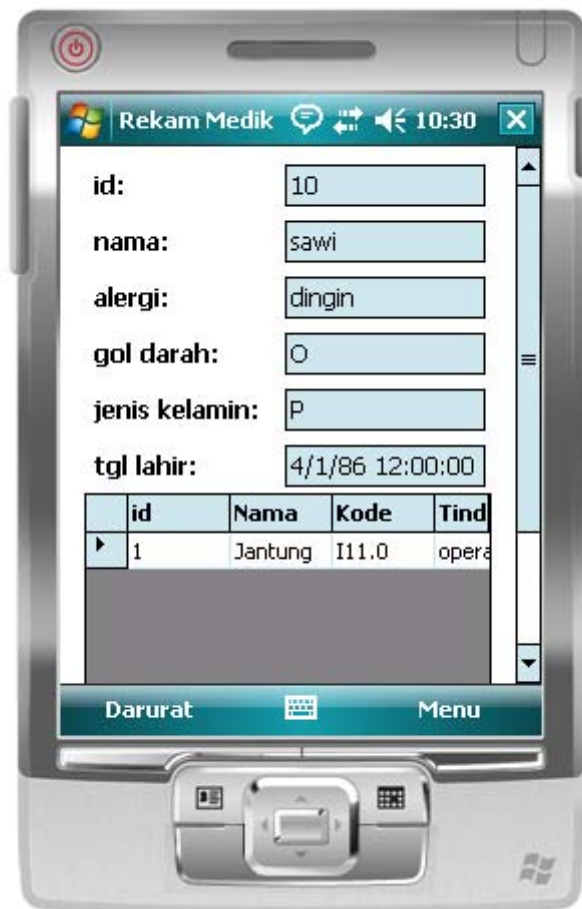 Rekam Medik 10:30
id: 10
nama: sawi
alergi: dingin
gol darah: O
jenis kelamin: P
tgl lahir: 4/1/86 12:00:00
id Nama Kode Tind
1 Jantung I11.0 opera
Darurat Menu